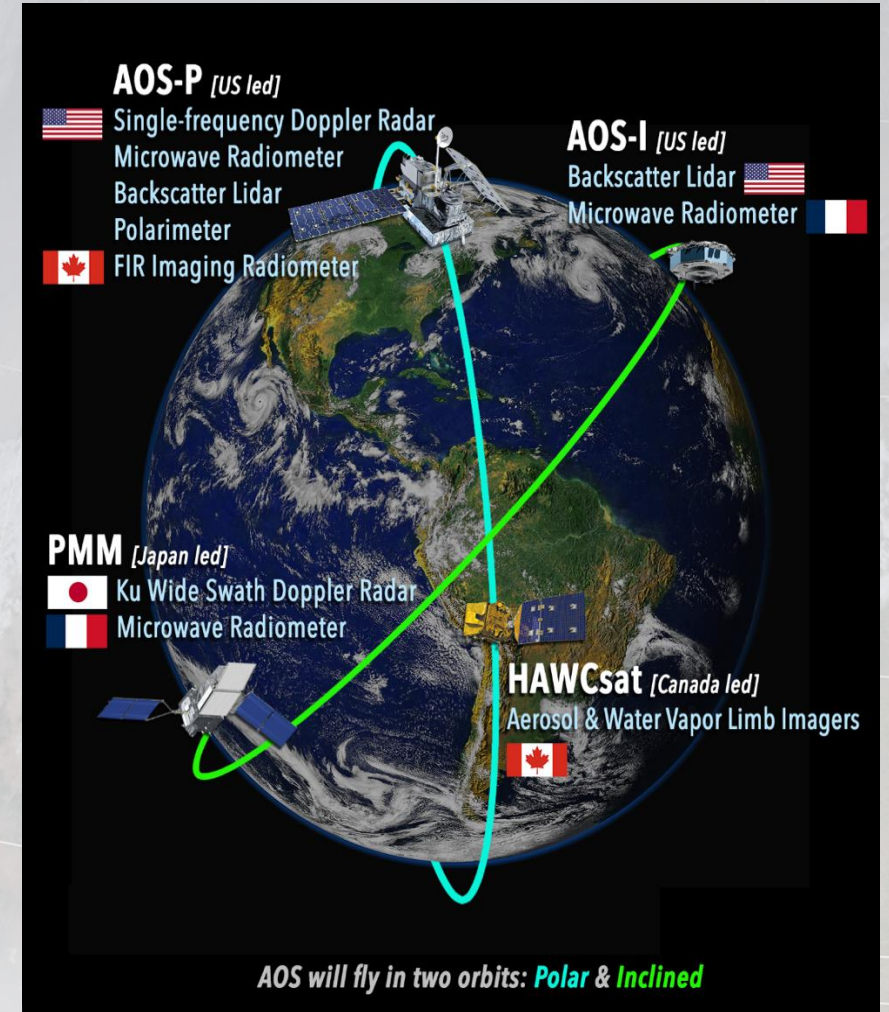 AOS-P [US led]
Single-frequency Doppler Radar
Microwave Radiometer
Backscatter Lidar
Polarimeter
FIR Imaging Radiometer
AOS-I [US led]
Backscatter Lidar
Microwave Radiometer
PMM [Japan led]
Ku Wide Swath Doppler Radar
Microwave Radiometer
HAWCsat [Canada led]
Aerosol & Water Vapor Limb Imagers
AOS will fly in two orbits: Polar & Inclined